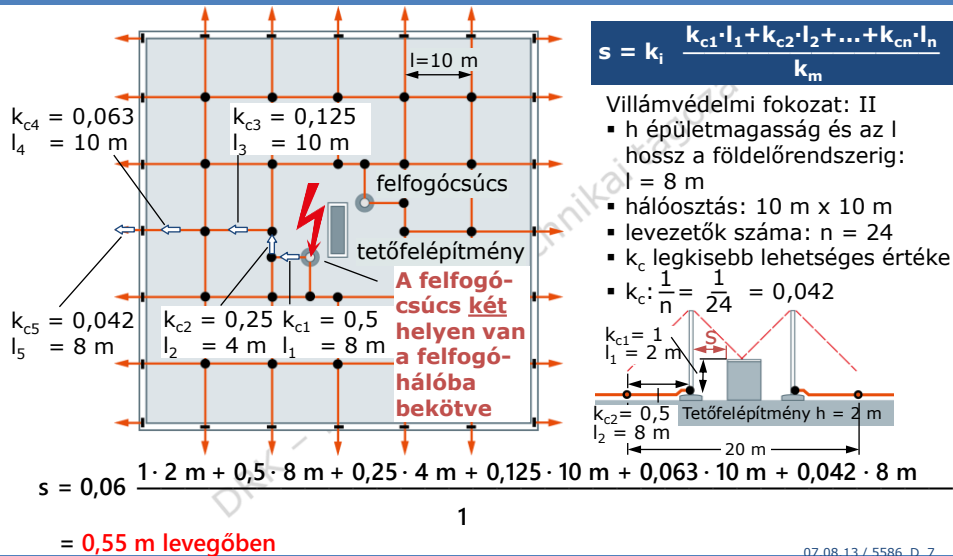 s = ki kc1·l1+kc2·l2+...+kcn·ln
km
l=10 m
kc4 = 0,063
l4 = 10 m
kc3 = 0,125
l3 = 10 m
felfogócsúcs
tetőfelépítmény
A felfogó-
csúcs két
helyen van
a felfogó-
hálóba
bekötve
kc5 = 0,042
l5 = 8 m
kc2 = 0,25
l2 = 4 m
kc1 = 0,5
l1 = 8 m
Villámvédelmi fokozat: II
▪ h épületmagasság és az l
hossz a földelőrendszerig:
l = 8 m
▪ hálóosztás: 10 m x 10 m
▪ levezetők száma: n = 24
▪ kc legkisebb lehetséges értéke
▪ kc: 1/n = 1/24 = 0,042
kc1= 1
l1 = 2 m
s
kc2= 0,5
l2 = 8 m
Tetőfelépítmény h = 2 m
20 m
s = 0,06 1 · 2 m + 0,5 · 8 m + 0,25 · 4 m + 0,125 · 10 m + 0,063 · 10 m + 0,042 · 8 m
1
= 0,55 m levegőben
07.08.13 / 5586_D_7